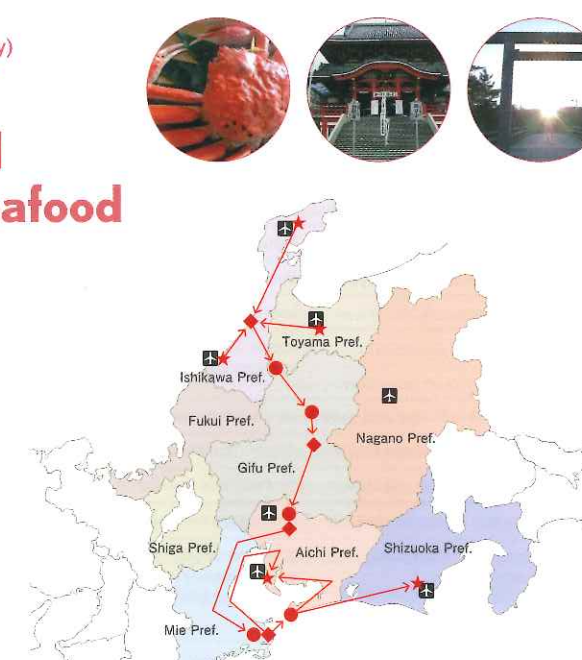 y)
afood
Toyama Pref.
Ishikawa Pref.
Fukui Pref.
Nagano Pref.
Gifu Pref.
Shiga Pref.
Aichi Pref.
Shizuoka Pref.
Mie Pref.